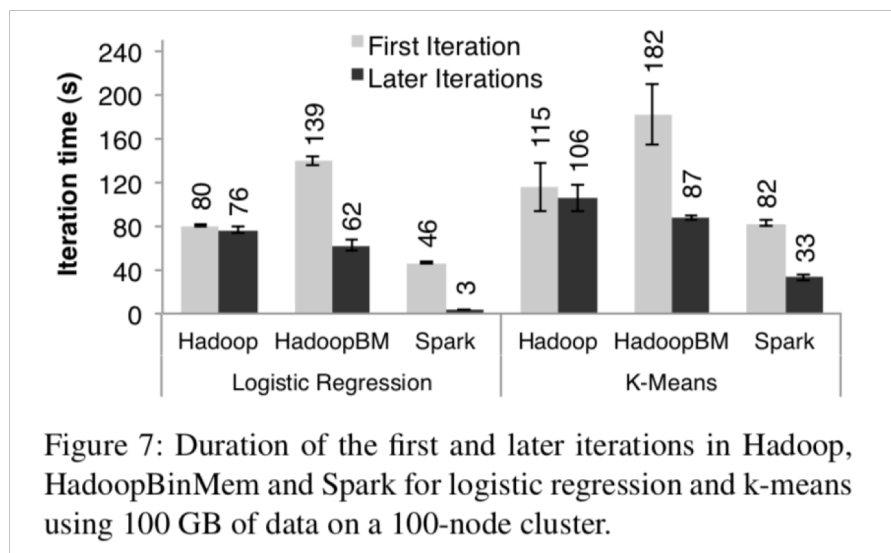 Iteration time (s)
240
200
160
120
80
40
0
First Iteration
Later Iterations
80
76
139
62
46
3
115
106
182
87
82
33
Hadoop HadoopBM Spark Hadoop HadoopBM Spark
Logistic Regression K-Means
Figure 7: Duration of the first and later iterations in Hadoop,
HadoopBinMem and Spark for logistic regression and k-means
using 100 GB of data on a 100-node cluster.